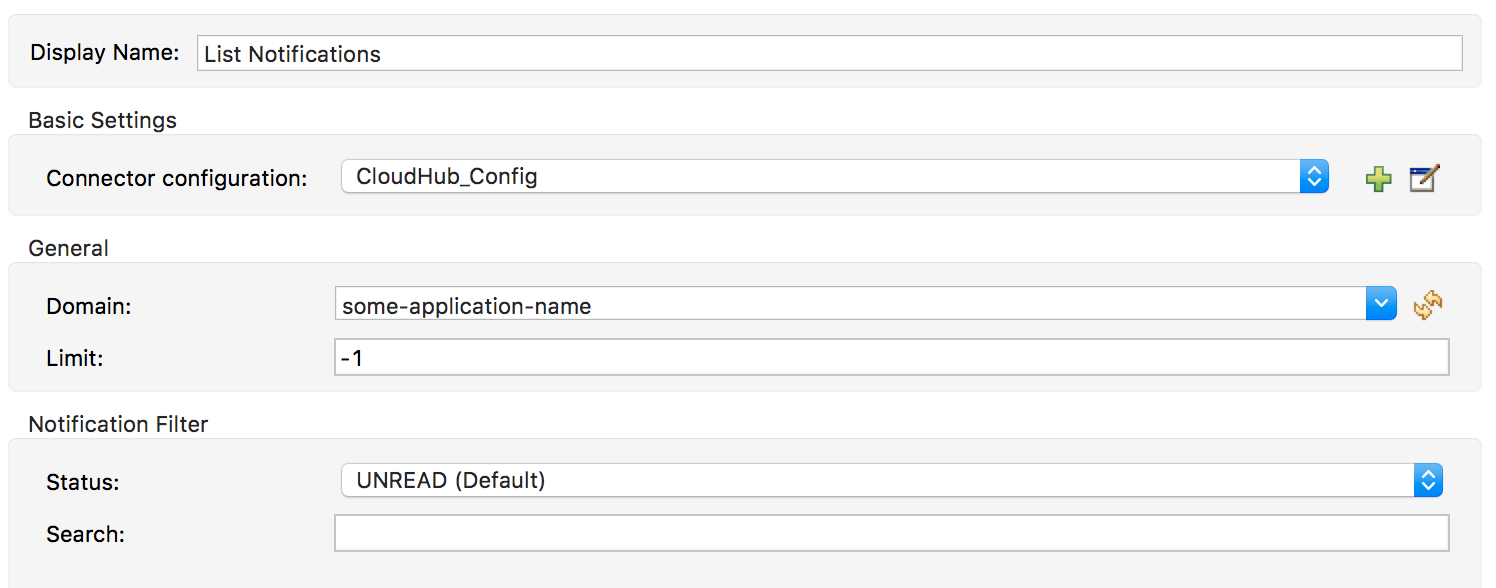 Display Name: List Notifications
Basic Settings
Connector configuration: CloudHub_Config
General
Domain: some-application-name
Limit: -1
Notification Filter
Status: UNREAD (Default)
Search: